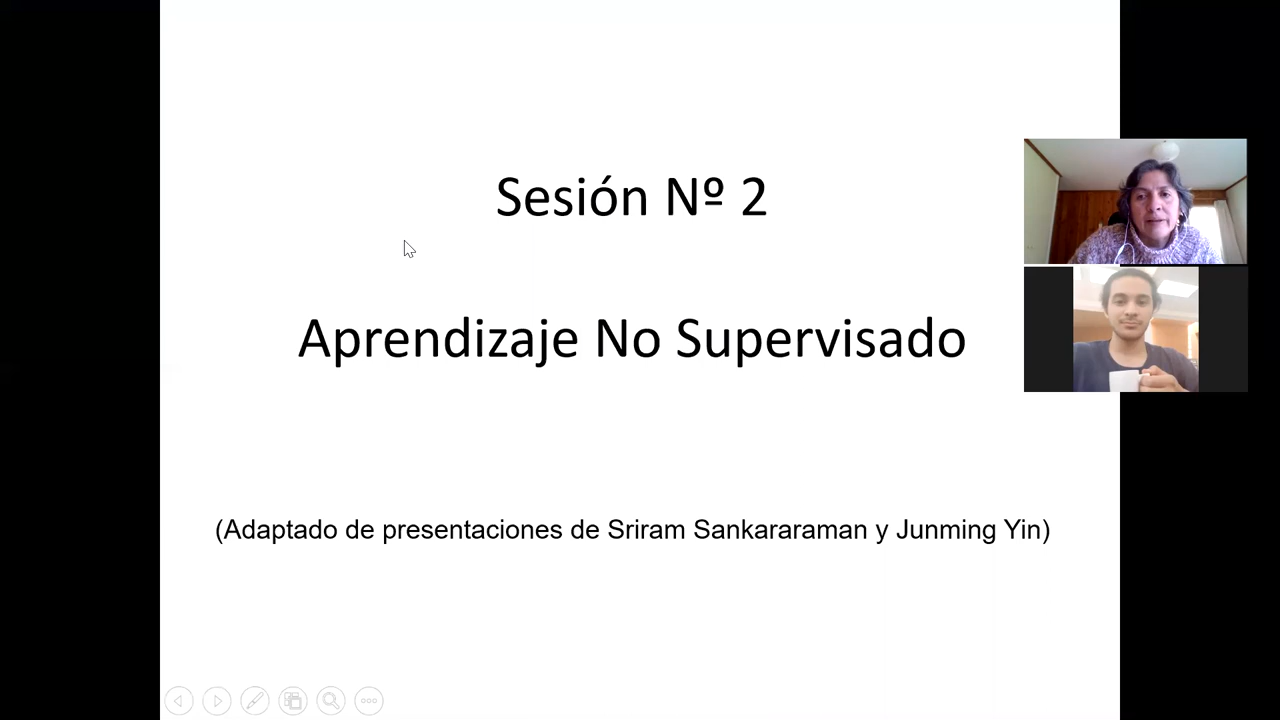 Sesión Nº 2
Aprendizaje No Supervisado
(Adaptado de presentaciones de Sriram Sankararaman y Junming Yin)